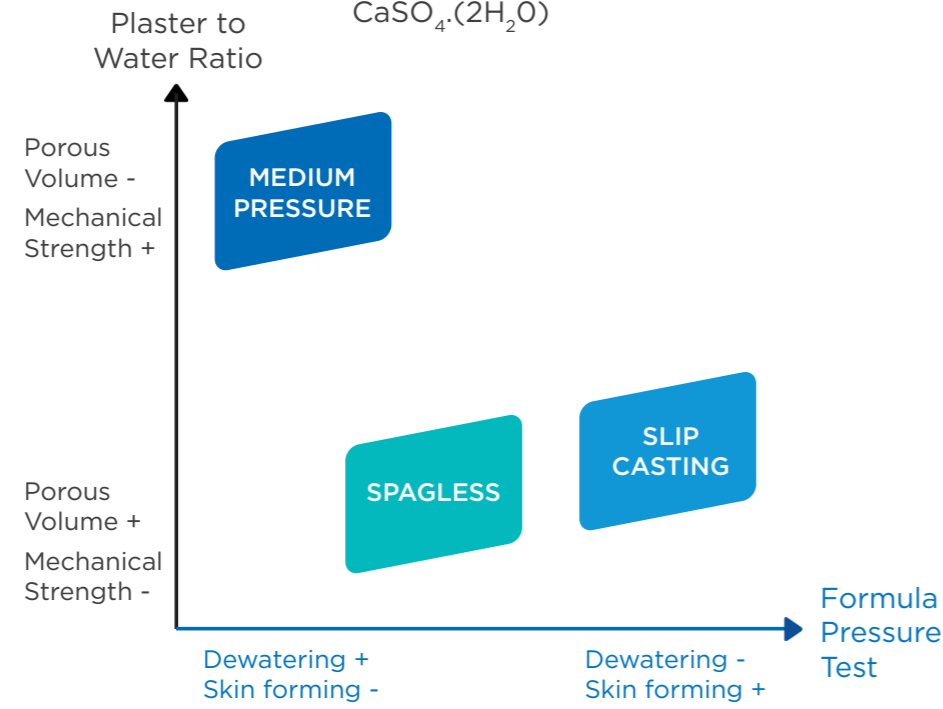 CaSO₄.(2H₂0)
Plaster to
Water Ratio
Porous
Volume -
Mechanical
Strength +
MEDIUM
PRESSURE
SLIP
CASTING
SPAGLESS
Porous
Volume +
Mechanical
Strength -
Formula
Pressure
Test
Dewatering +
Skin forming -
Dewatering -
Skin forming +